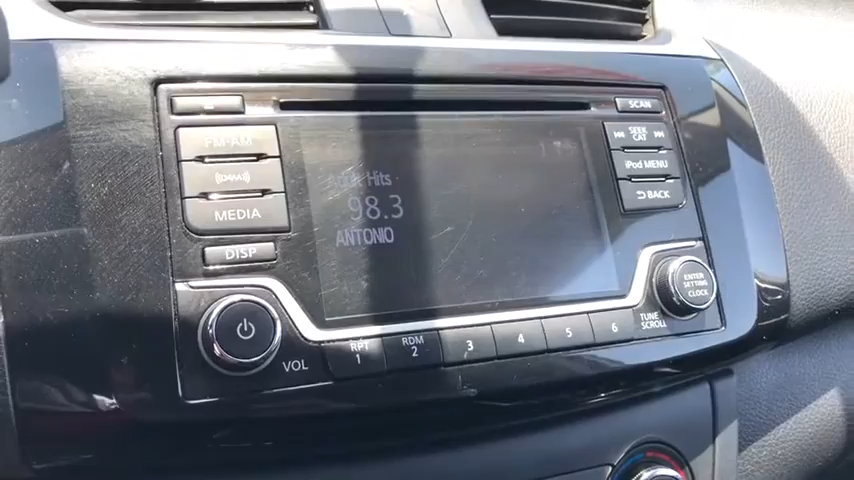 SCAN
FM·AM
SEEK
CAT
iPod MENU
BACK
((SXM))
MEDIA
DISP
Hits
98.3
ANTONIO
ENTER
SETTING
CLOCK
TUNE
SCROLL
VOL
RPT
1
RDM
2
3
4
5
6